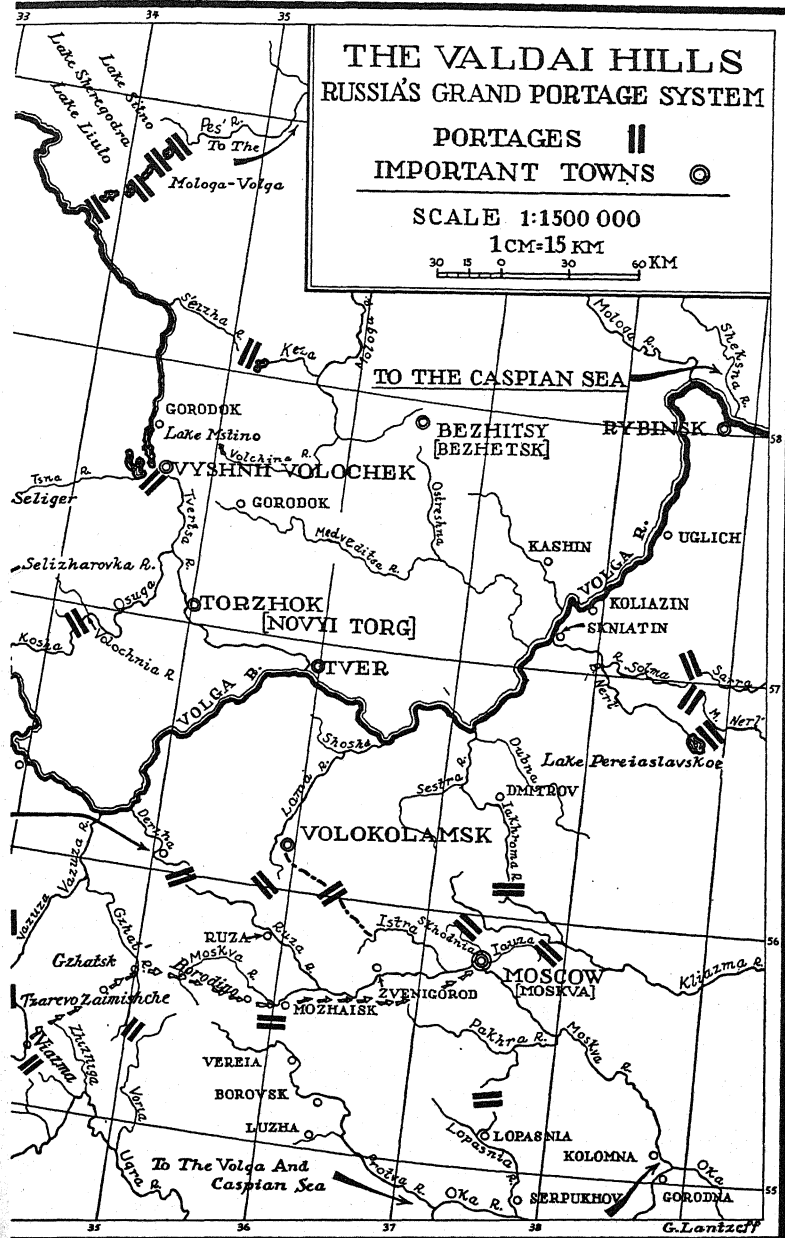 33
34
35
THE VALDAI HILLS
RUSSIA'S GRAND PORTAGE SYSTEM
PORTAGES
IMPORTANT TOWNS
SCALE 1:1500 000
1 CM=15 KM
30 15 0 30 60 KM
Lake Sitno
Lake Sheregodra
Lake Liulo
Pes' R.
To The
Mologa-Volga
S'ezzha R.
Keza
Mologa R.
Mologa R.
Sheksna R.
TO THE CASPIAN SEA
GORODOK
Lake Mstino
BEZHITSY
[BEZHETSK]
RYBINSK
58
Volchina R.
VYSHNII VOLOCHEK
Tsna R.
Seliger
GORODOK
Tvertsa R.
Ostreshna
Medveditsa R.
KASHIN
VOLGA R.
UGLICH
Selizharovka R.
Osuga
TORZHOK
[NOVYI TORG]
KOLIAZIN
SKNIATIN
Kosha
Volochnia R
R. Solma
Sarra
TVER
57
R. Nerl
M. Nerl'
VOLGA R.
Shosha
Lake Pereiaslavskoe
Lama R.
Sestra R.
Dubna
DMITROV
Iakhroma R.
Derzha
VOLOKOLAMSK
Vazuza R.
Vazuza
Gzhat'
RUZA
Ruza R.
Istra
Skhodnia
Iauza
56
Gzhatsk
Moskva R.
Borodino
MOSCOW
[MOSKVA]
Kliazma R.
Tzarevo Zaimishche
MOZHAISK
ZVENIGOROD
Viazma
Zhizhiga
Pakhra R.
Moskva R.
VEREIA
Voria
BOROVSK
LUZHA
Lopasnia R.
LOPASNIA
KOLOMNA
Oka
Ugra R.
To The Volga And
Caspian Sea
Protva R.
Oka R.
SERPUKHOV
GORODNA
55
35
36
37
38
G. Lantzeff